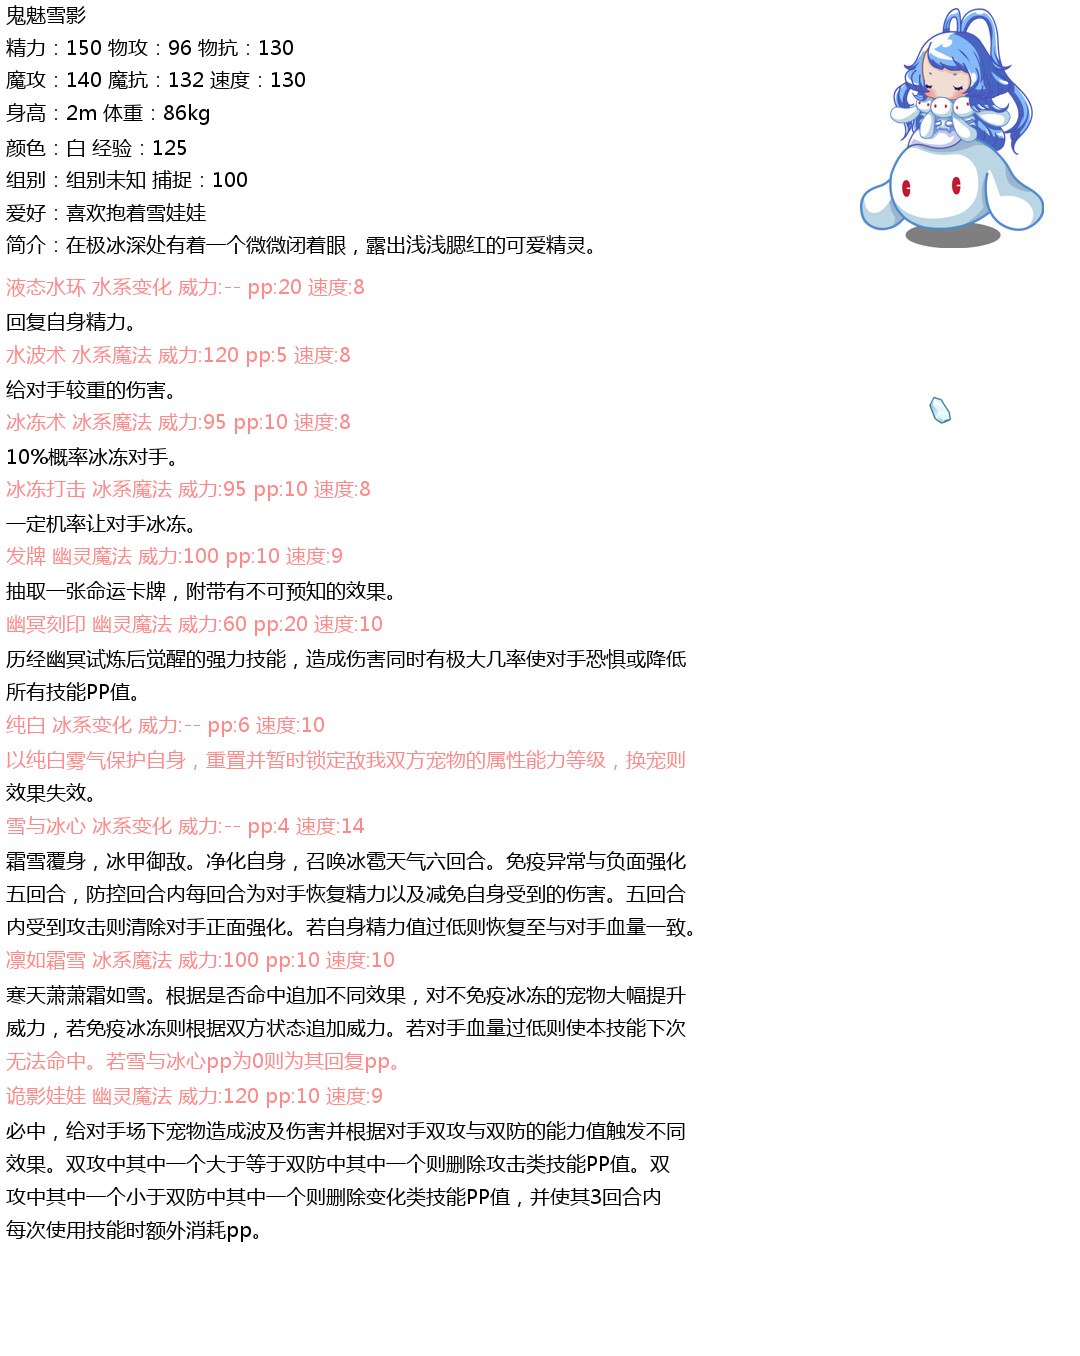 鬼魅雪影
精力：150 物攻：96 物抗：130
魔攻：140 魔抗：132 速度：130
身高：2m 体重：86kg
颜色：白 经验：125
组别：组别未知 捕捉：100
爱好：喜欢抱着雪娃娃
简介：在极冰深处有着一个微微闭着眼，露出浅浅腮红的可爱精灵。
液态水环 水系变化 威力:-- pp:20 速度:8
回复自身精力。
水波术 水系魔法 威力:120 pp:5 速度:8
给对手较重的伤害。
冰冻术 冰系魔法 威力:95 pp:10 速度:8
10%概率冰冻对手。
冰冻打击 冰系魔法 威力:95 pp:10 速度:8
一定机率让对手冰冻。
发牌 幽灵魔法 威力:100 pp:10 速度:9
抽取一张命运卡牌，附带有不可预知的效果。
幽冥刻印 幽灵魔法 威力:60 pp:20 速度:10
历经幽冥试炼后觉醒的强力技能，造成伤害同时有极大几率使对手恐惧或降低
所有技能PP值。
纯白 冰系变化 威力:-- pp:6 速度:10
以纯白雾气保护自身，重置并暂时锁定敌我双方宠物的属性能力等级，换宠则
效果失效。
雪与冰心 冰系变化 威力:-- pp:4 速度:14
霜雪覆身，冰甲御敌。净化自身，召唤冰雹天气六回合。免疫异常与负面强化
五回合，防控回合内每回合为对手恢复精力以及减免自身受到的伤害。五回合
内受到攻击则清除对手正面强化。若自身精力值过低则恢复至与对手血量一致。
凛如霜雪 冰系魔法 威力:100 pp:10 速度:10
寒天萧萧霜如雪。根据是否命中追加不同效果，对不免疫冰冻的宠物大幅提升
威力，若免疫冰冻则根据双方状态追加威力。若对手血量过低则使本技能下次
无法命中。若雪与冰心pp为0则为其回复pp。
诡影娃娃 幽灵魔法 威力:120 pp:10 速度:9
必中，给对手场下宠物造成波及伤害并根据对手双攻与双防的能力值触发不同
效果。双攻中其中一个大于等于双防中其中一个则删除攻击类技能PP值。双
攻中其中一个小于双防中其中一个则删除变化类技能PP值，并使其3回合内
每次使用技能时额外消耗pp。